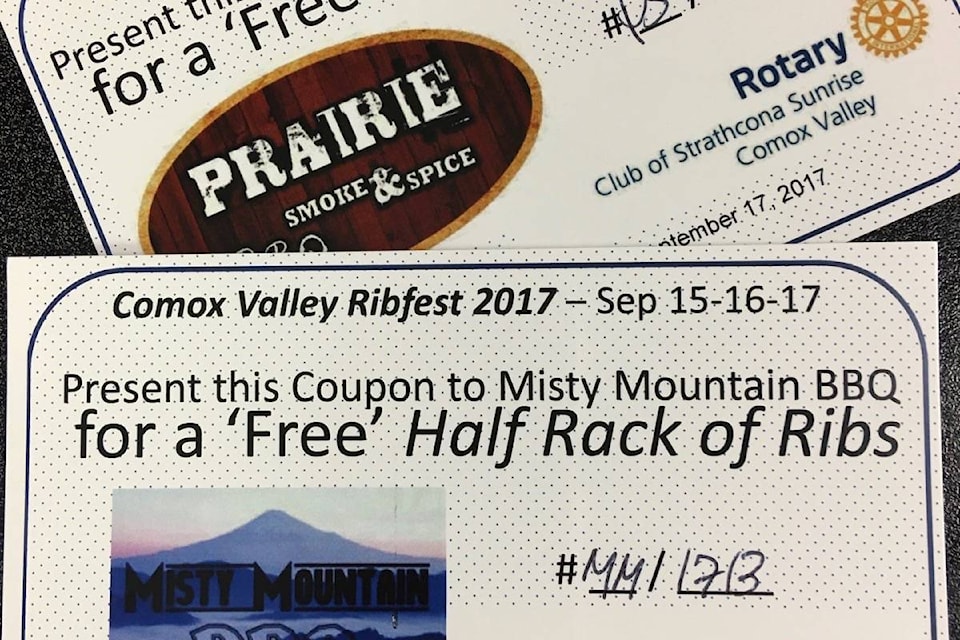 Present this
for a 'Free
PRAIRIE
SMOKE & SPICE
BBQ
Rotary
Club of Strathcona Sunrise
Comox Valley
17, 2017
Comox Valley Ribfest 2017 – Sep 15-16-17
Present this Coupon to Misty Mountain BBQ
for a 'Free' Half Rack of Ribs
MISTY MOUNTAIN
BBQ
#MM/